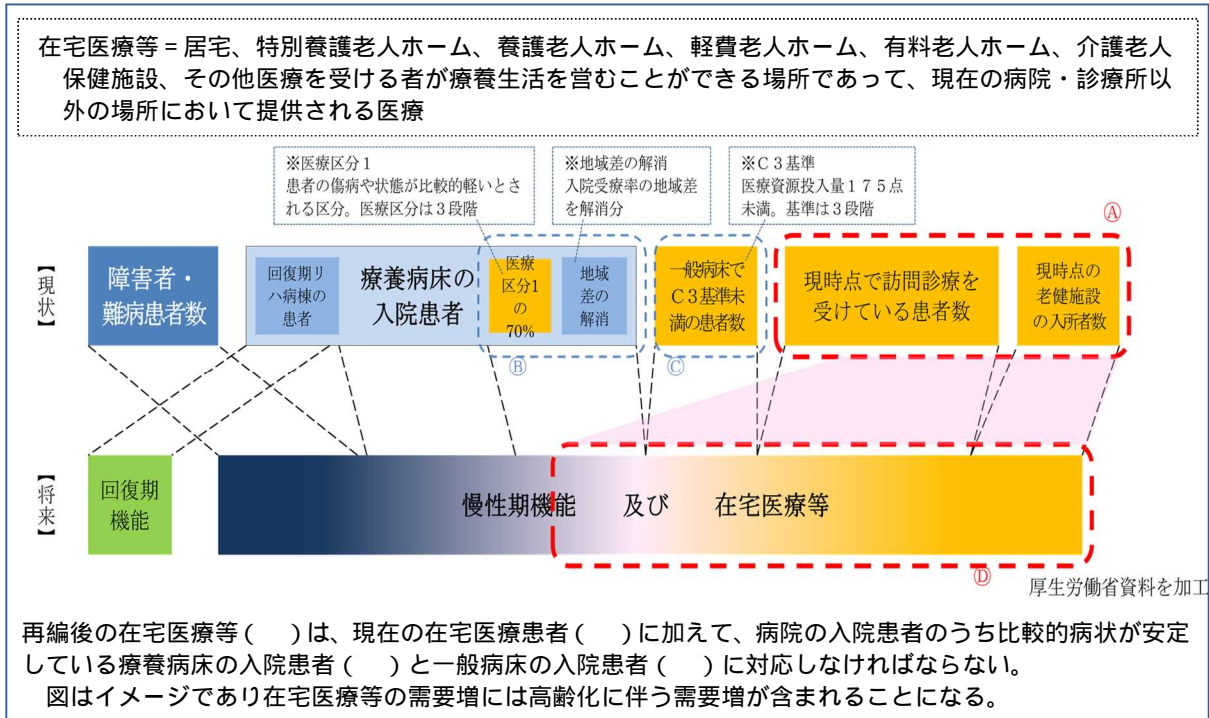 在宅医療等 = 居宅、特別養護老人ホーム、養護老人ホーム、軽費老人ホーム、有料老人ホーム、介護老人
保健施設、その他医療を受ける者が療養生活を営むことができる場所であって、現在の病院・診療所以
外の場所において提供される医療
※医療区分1
患者の傷病や状態が比較的軽いとさ
れる区分。医療区分は3段階
※地域差の解消
入院受療率の地域差
を解消分
※C3基準
医療資源投入量175点
未満。基準は3段階
Ⓐ
【現状】
障害者・
難病患者数
回復期リ
ハ病棟の
患者
療養病床の
入院患者
医療
区分1
の
70%
地域
差の
解消
一般病床で
C3基準未
満の患者数
現時点で訪問診療を
受けている患者数
現時点の
老健施設
の入所者数
Ⓑ
Ⓒ
【将来】
回復期
機能
慢性期機能 及び 在宅医療等
Ⓓ
厚生労働省資料を加工
再編後の在宅医療等( )は、現在の在宅医療患者( )に加えて、病院の入院患者のうち比較的病状が安定
している療養病床の入院患者( )と一般病床の入院患者( )に対応しなければならない。
図はイメージであり在宅医療等の需要増には高齢化に伴う需要増が含まれることになる。